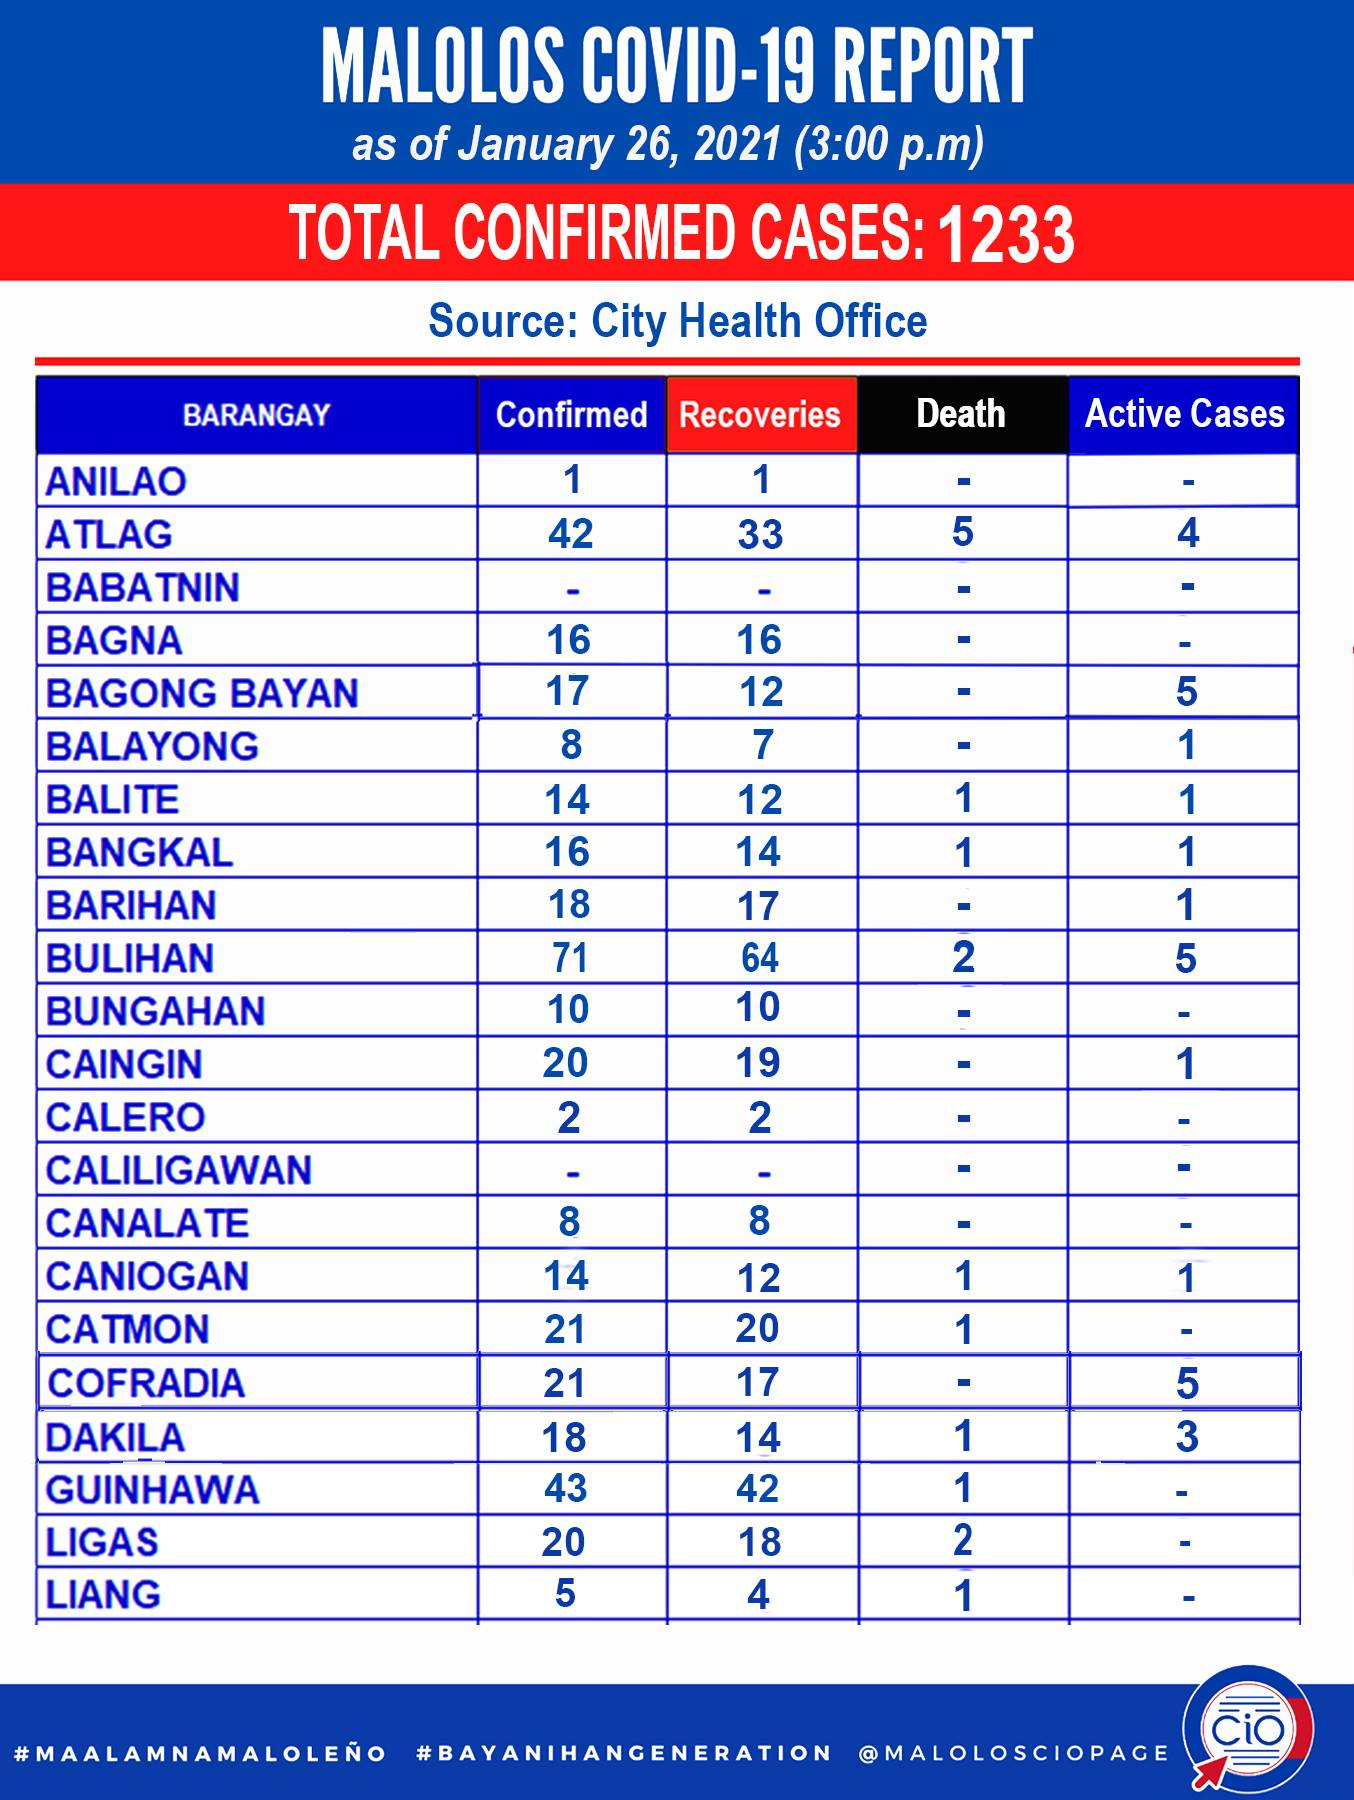 MALOLOS COVID-19 REPORT
as of January 26, 2021 (3:00 p.m)
TOTAL CONFIRMED CASES: 1233
Source: City Health Office
BARANGAY Confirmed Recoveries Death Active Cases
ANILAO 1 1 - -
ATLAG 42 33 5 4
BABATNIN - - - -
BAGNA 16 16 - -
BAGONG BAYAN 17 12 - 5
BALAYONG 8 7 - 1
BALITE 14 12 1 1
BANGKAL 16 14 1 1
BARIHAN 18 17 - 1
BULIHAN 71 64 2 5
BUNGAHAN 10 10 - -
CAINGIN 20 19 - 1
CALERO 2 2 - -
CALILIGAWAN - - - -
CANALATE 8 8 - -
CANIOGAN 14 12 1 1
CATMON 21 20 1 -
COFRADIA 21 17 - 5
DAKILA 18 14 1 3
GUINHAWA 43 42 1 -
LIGAS 20 18 2 -
LIANG 5 4 1 -
#MAALAMNAMALOLEÑO #BAYANIHANGENERATION @MALOLOSCIOPAGE CiO